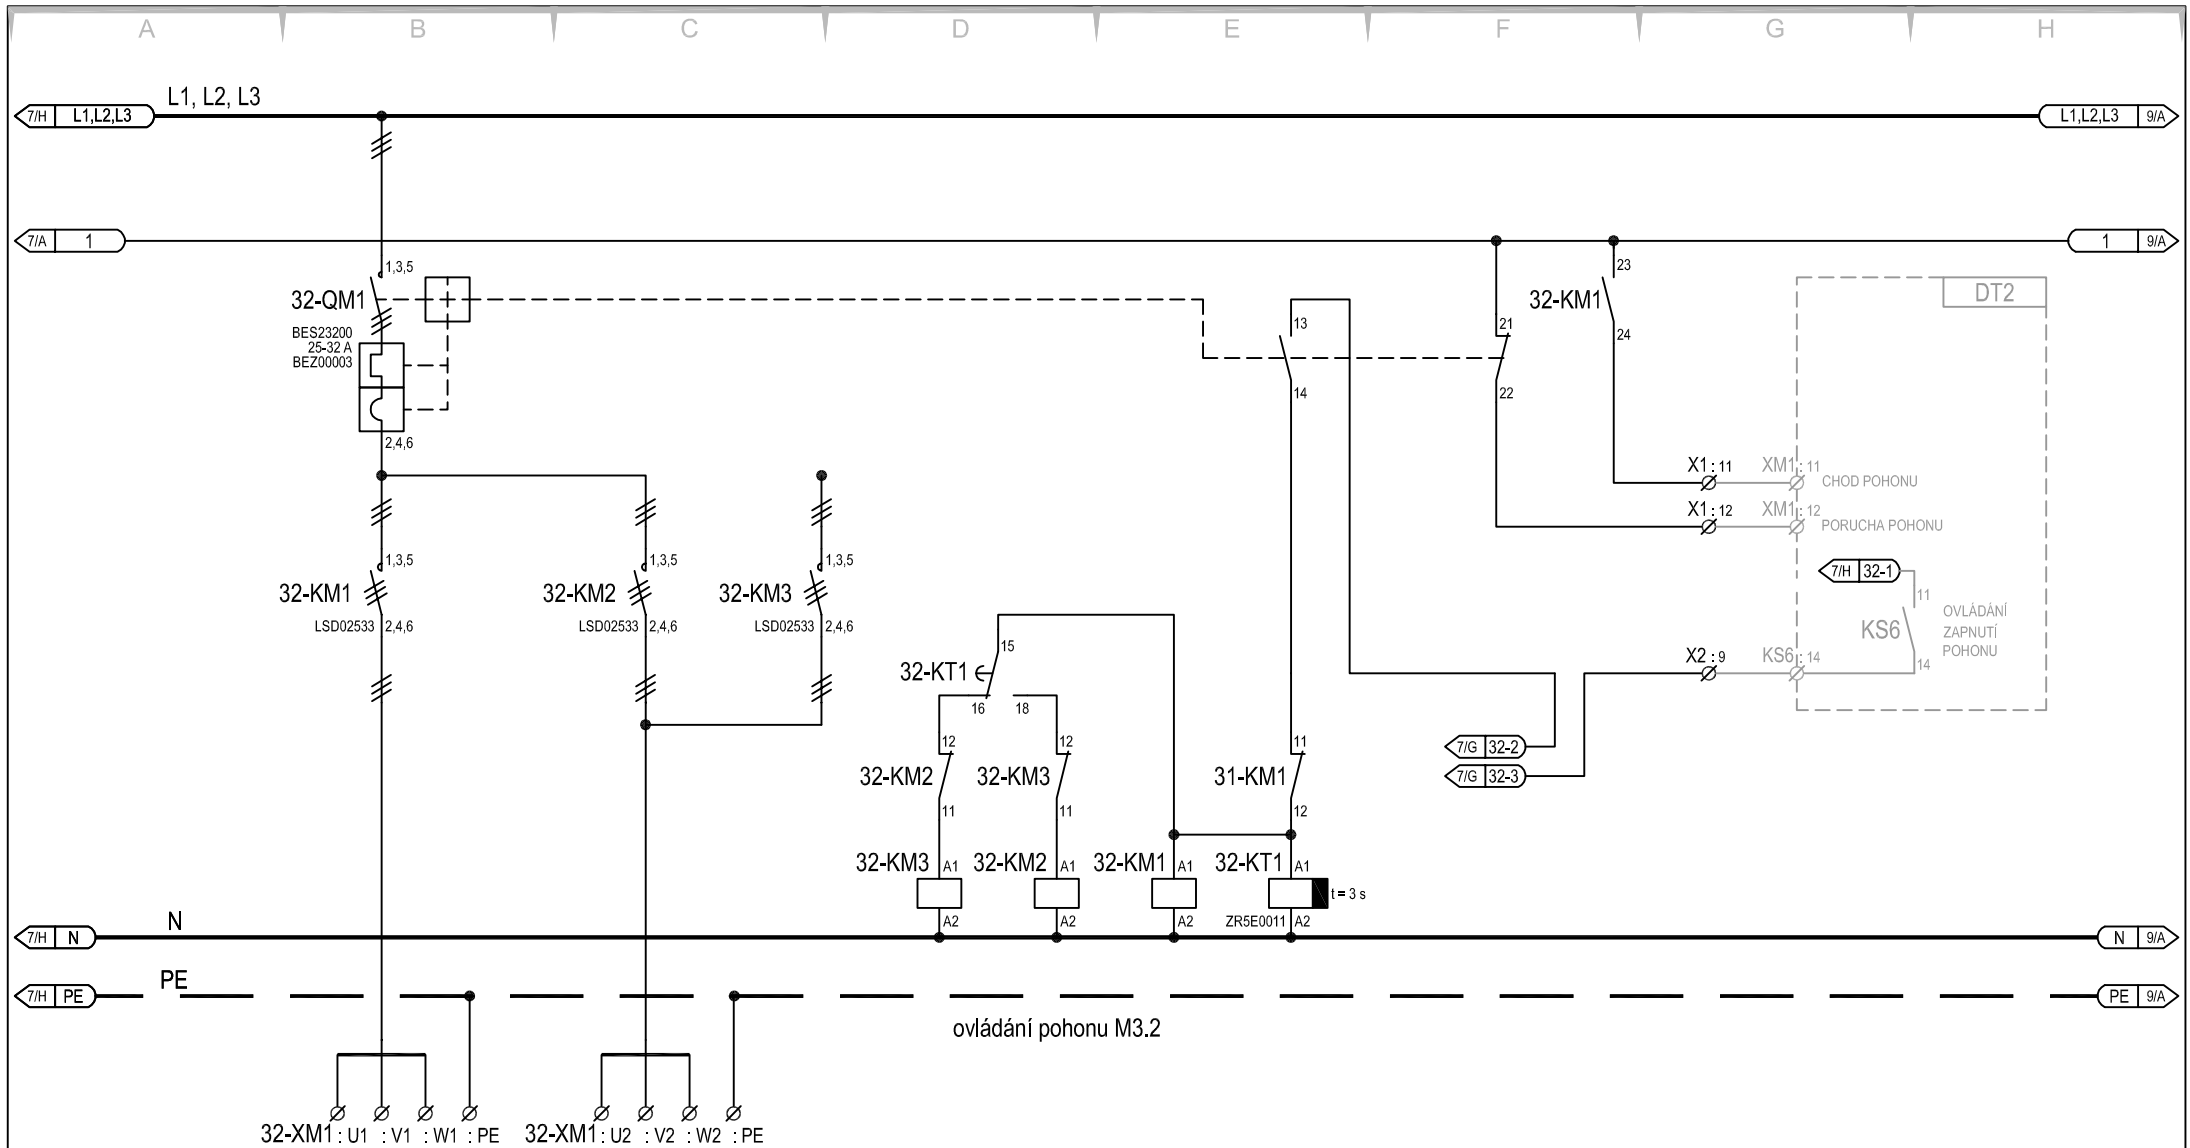 A B C D E F G H
L1, L2, L3
7/H L1,L2,L3
L1,L2,L3 9/A
7/A 1
1 9/A
1,3,5
32-QM1
BES23200
25-32 A
BEZ00003
2,4,6
13
14
21
22
23
32-KM1
24
DT2
X1:11 XM1:11 CHOD POHONU
X1:12 XM1:12 PORUCHA POHONU
1,3,5
32-KM1
LSD02533 2,4,6
1,3,5
32-KM2
LSD02533 2,4,6
1,3,5
32-KM3
LSD02533 2,4,6
7/H 32-1
11
KS6
14
OVLÁDÁNÍ
ZAPNUTÍ
POHONU
X2:9 KS6:14
15
32-KT1
16 18
12
32-KM2
11
12
32-KM3
11
11
31-KM1
12
7/G 32-2
7/G 32-3
32-KM3 A1
A2
32-KM2 A1
A2
32-KM1 A1
A2
32-KT1 A1
t = 3 s
ZR5E0011 A2
N
7/H N
N 9/A
PE
7/H PE
PE 9/A
ovládání pohonu M3.2
32-XM1 : U1 : V1 : W1 : PE
32-XM1 : U2 : V2 : W2 : PE